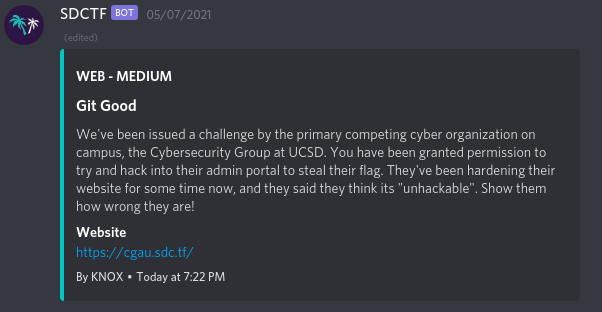 SDCTF BOT 05/07/2021
(edited)
WEB - MEDIUM
Git Good
We've been issued a challenge by the primary competing cyber organization on
campus, the Cybersecurity Group at UCSD. You have been granted permission to
try and hack into their admin portal to steal their flag. They've been hardening their
website for some time now, and they said they think its "unhackable". Show them
how wrong they are!
Website
https://cgau.sdc.tf/
By KNOX • Today at 7:22 PM